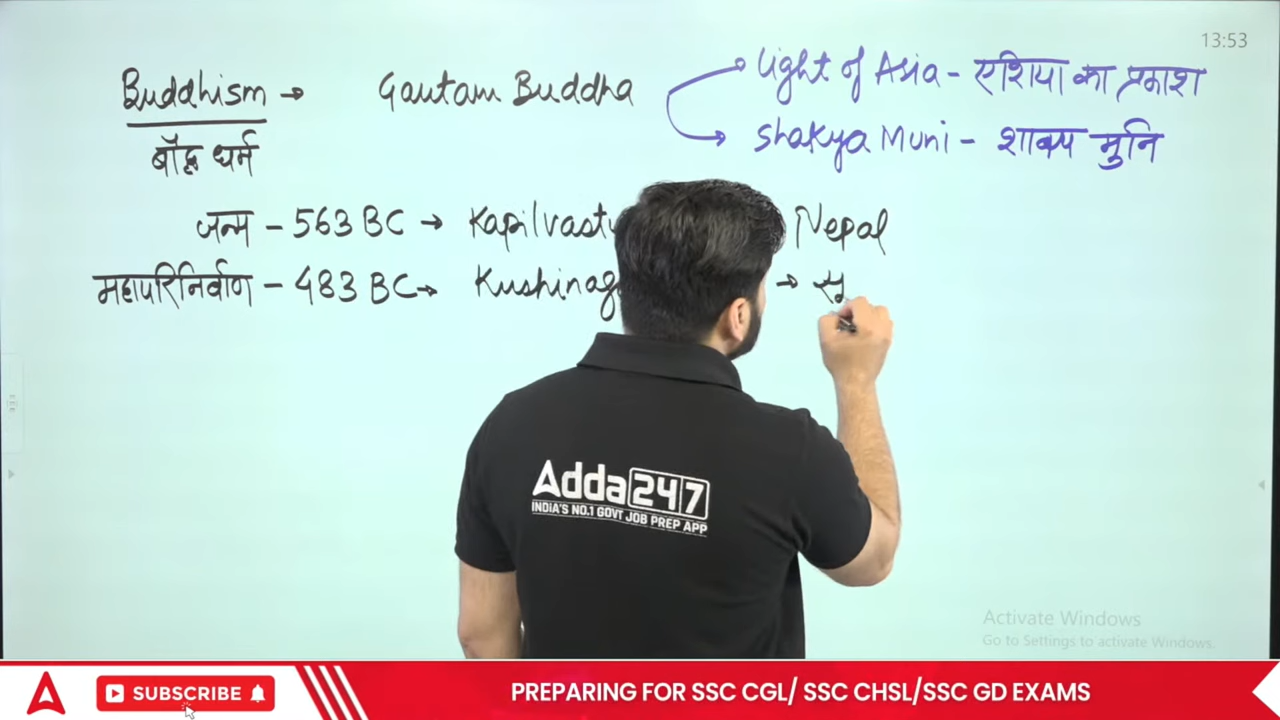 13:53
Buddhism → Gautam Buddha
बौद्ध धर्म
Light of Asia - एशिया का प्रकाश
Shakya Muni - शाक्य मुनि
जन्म - 563 BC → Kapilvastu Nepal
महापरिनिर्वाण - 483 BC → Kushinag → सू
Adda247
INDIA'S NO.1 GOVT JOB PREP APP
Activate Windows
Go to Settings to activate Windows.
SUBSCRIBE
PREPARING FOR SSC CGL/ SSC CHSL/SSC GD EXAMS